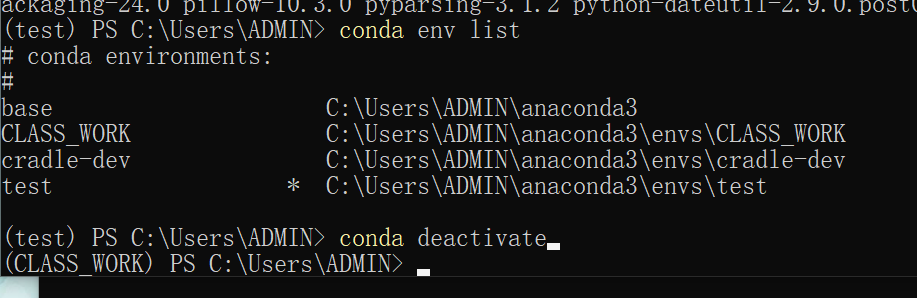 ackaging-24.0 pillow-10.3.0 pyparsing-3.1.2 python-dateutil-2.9.0.post0
(test) PS C:\Users\ADMIN> conda env list
# conda environments:
#
base                     C:\Users\ADMIN\anaconda3
CLASS_WORK               C:\Users\ADMIN\anaconda3\envs\CLASS_WORK
cradle-dev               C:\Users\ADMIN\anaconda3\envs\cradle-dev
test                  *  C:\Users\ADMIN\anaconda3\envs\test
(test) PS C:\Users\ADMIN> conda deactivate
(CLASS_WORK) PS C:\Users\ADMIN>